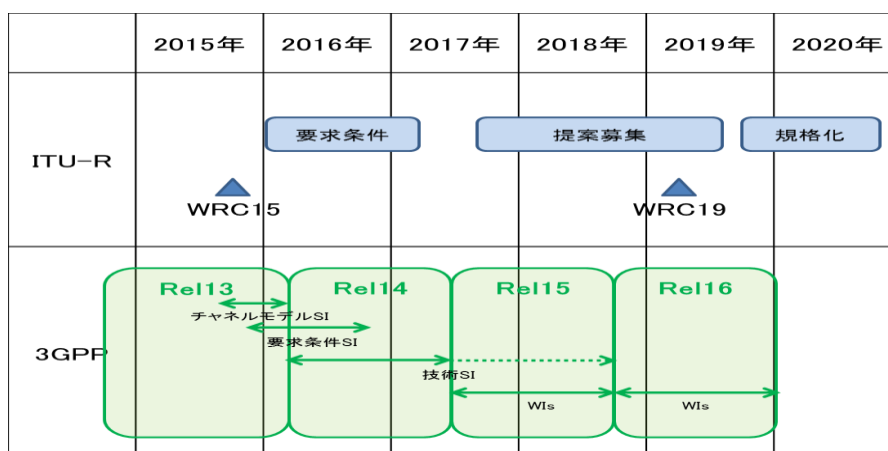 2015年 2016年 2017年 2018年 2019年 2020年
ITU-R
要求条件 提案募集 規格化
WRC15 WRC19
3GPP
Rel13 Rel14 Rel15 Rel16
チャネルモデルSI
要求条件SI
技術SI
WIs WIs